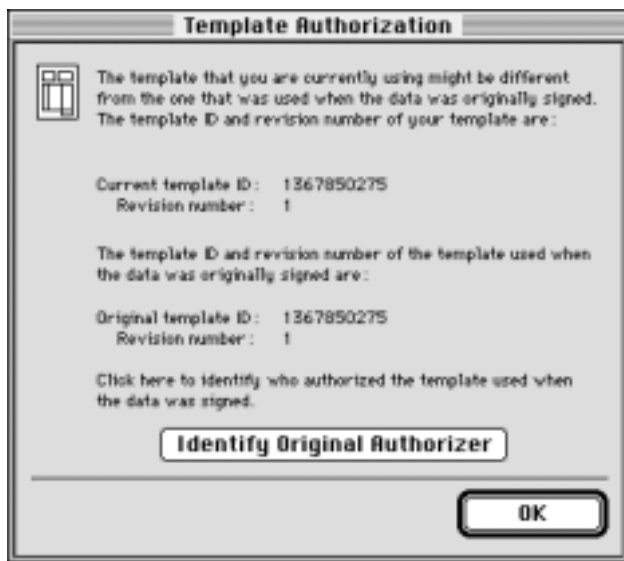 Template Authorization
The template that you are currently using might be different
from the one that was used when the data was originally signed.
The template ID and revision number of your template are:
Current template ID: 1367850275
Revision number: 1
The template ID and revision number of the template used when
the data was originally signed are:
Original template ID: 1367850275
Revision number: 1
Click here to identify who authorized the template used when
the data was signed.
Identify Original Authorizer
OK